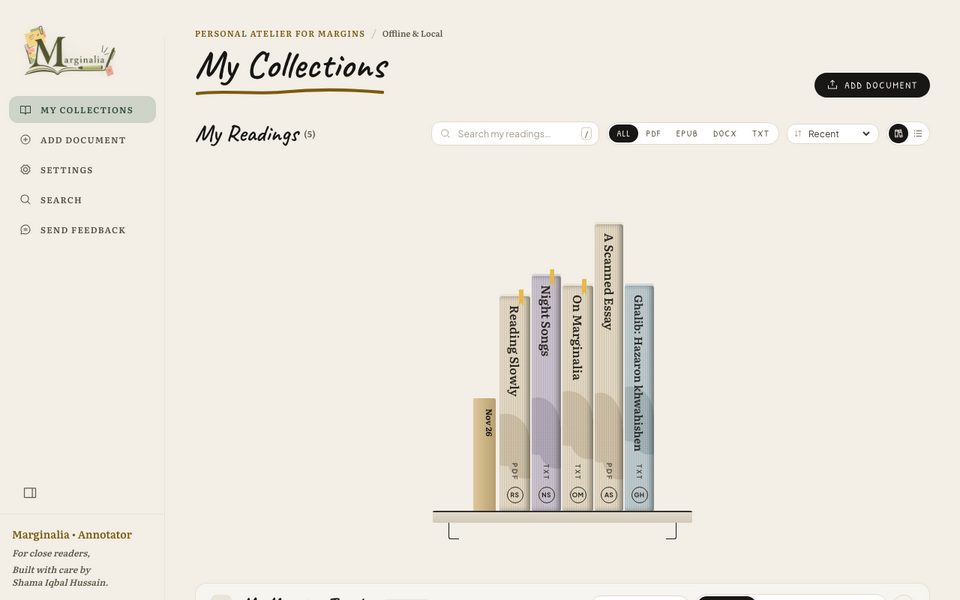 Marginalia
MY COLLECTIONS
ADD DOCUMENT
SETTINGS
SEARCH
SEND FEEDBACK
Marginalia • Annotator
For close readers,
Built with care by
Shama Iqbal Hussain.
PERSONAL ATELIER FOR MARGINS / Offline & Local
My Collections
ADD DOCUMENT
My Readings (5)
Search my readings... /
ALL PDF EPUB DOCX TXT
Recent
Nov 26
Reading Slowly
PDF
RS
Night Songs
TXT
NS
On Marginalia
TXT
OM
A Scanned Essay
PDF
AS
Ghalib: Hazaron khwahishen
TXT
GH